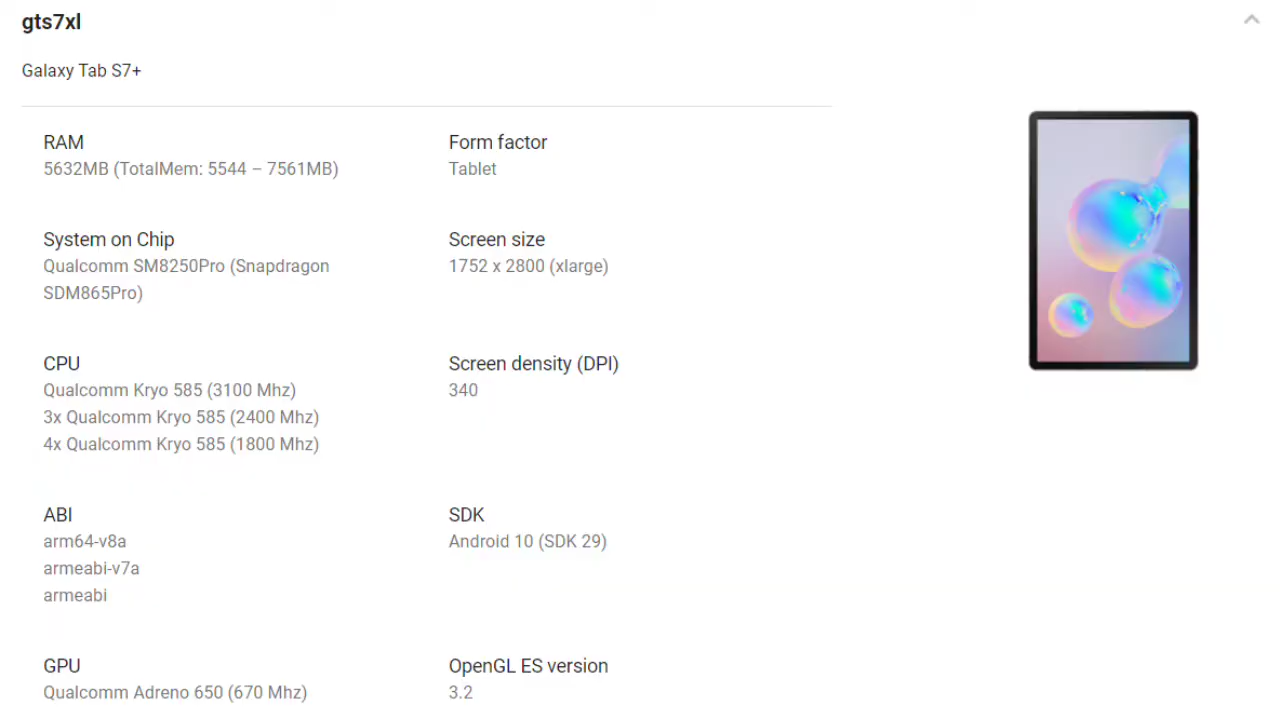 gts7xl
Galaxy Tab S7+
RAM
5632MB (TotalMem: 5544 – 7561MB)
Form factor
Tablet
System on Chip
Qualcomm SM8250Pro (Snapdragon
SDM865Pro)
Screen size
1752 x 2800 (xlarge)
CPU
Qualcomm Kryo 585 (3100 Mhz)
3x Qualcomm Kryo 585 (2400 Mhz)
4x Qualcomm Kryo 585 (1800 Mhz)
Screen density (DPI)
340
ABI
arm64-v8a
armeabi-v7a
armeabi
SDK
Android 10 (SDK 29)
GPU
Qualcomm Adreno 650 (670 Mhz)
OpenGL ES version
3.2